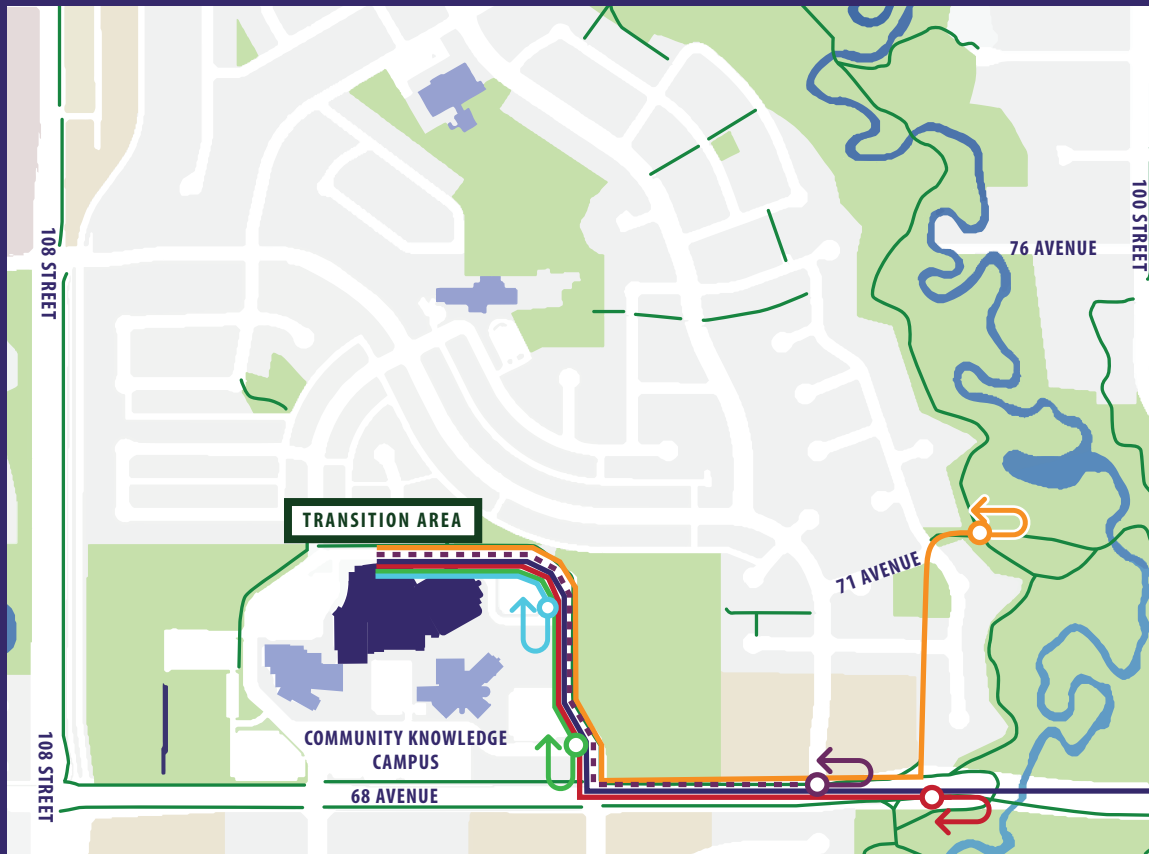 108 STREET
100 STREET
76 AVENUE
TRANSITION AREA
71 AVENUE
COMMUNITY KNOWLEDGE
CAMPUS
108 STREET
68 AVENUE